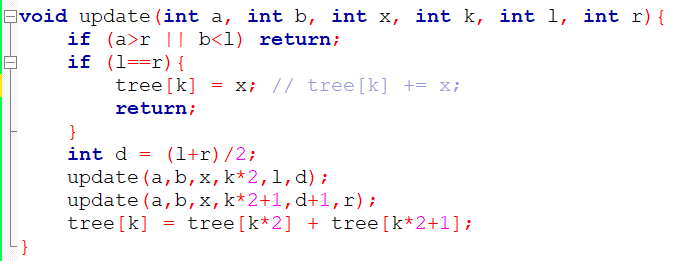 void update(int a, int b, int x, int k, int l, int r){
    if (a>r || b<l) return;
    if (l==r){
        tree[k] = x; // tree[k] += x;
        return;
    }
    int d = (l+r)/2;
    update(a,b,x,k*2,l,d);
    update(a,b,x,k*2+1,d+1,r);
    tree[k] = tree[k*2] + tree[k*2+1];
}